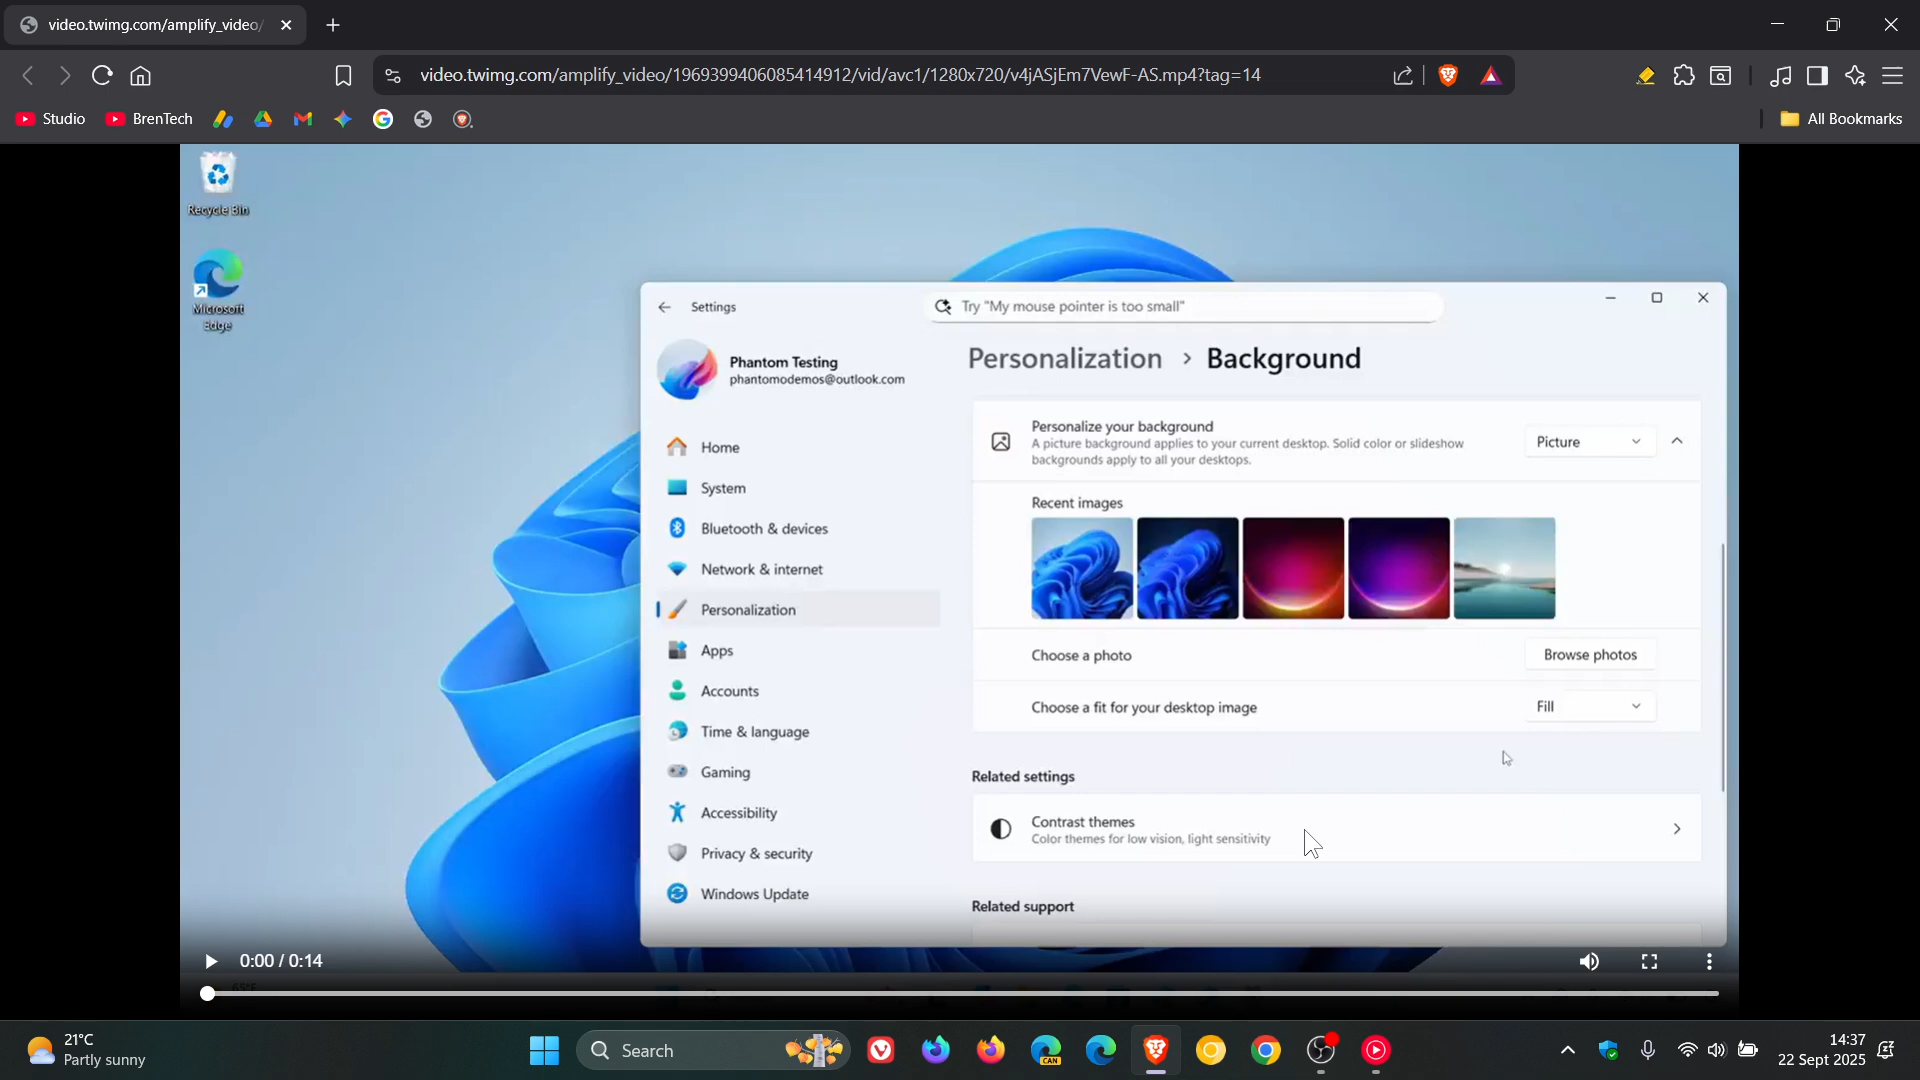 video.twimg.com/amplify_video/
video.twimg.com/amplify_video/1969399406085414912/vid/avc1/1280x720/v4jASjEm7VewF-AS.mp4?tag=14
Studio
BrenTech
All Bookmarks
Recycle Bin
Microsoft
Edge
Settings
Try "My mouse pointer is too small"
Phantom Testing
phantomodemos@outlook.com
Home
System
Bluetooth & devices
Network & internet
Personalization
Apps
Accounts
Time & language
Gaming
Accessibility
Privacy & security
Windows Update
Personalization > Background
Personalize your background
A picture background applies to your current desktop. Solid color or slideshow
backgrounds apply to all your desktops.
Picture
Recent images
Choose a photo
Browse photos
Choose a fit for your desktop image
Fill
Related settings
Contrast themes
Color themes for low vision, light sensitivity
Related support
0:00 / 0:14
65°F
21°C
Partly sunny
Search
CAN
14:37
22 Sept 2025